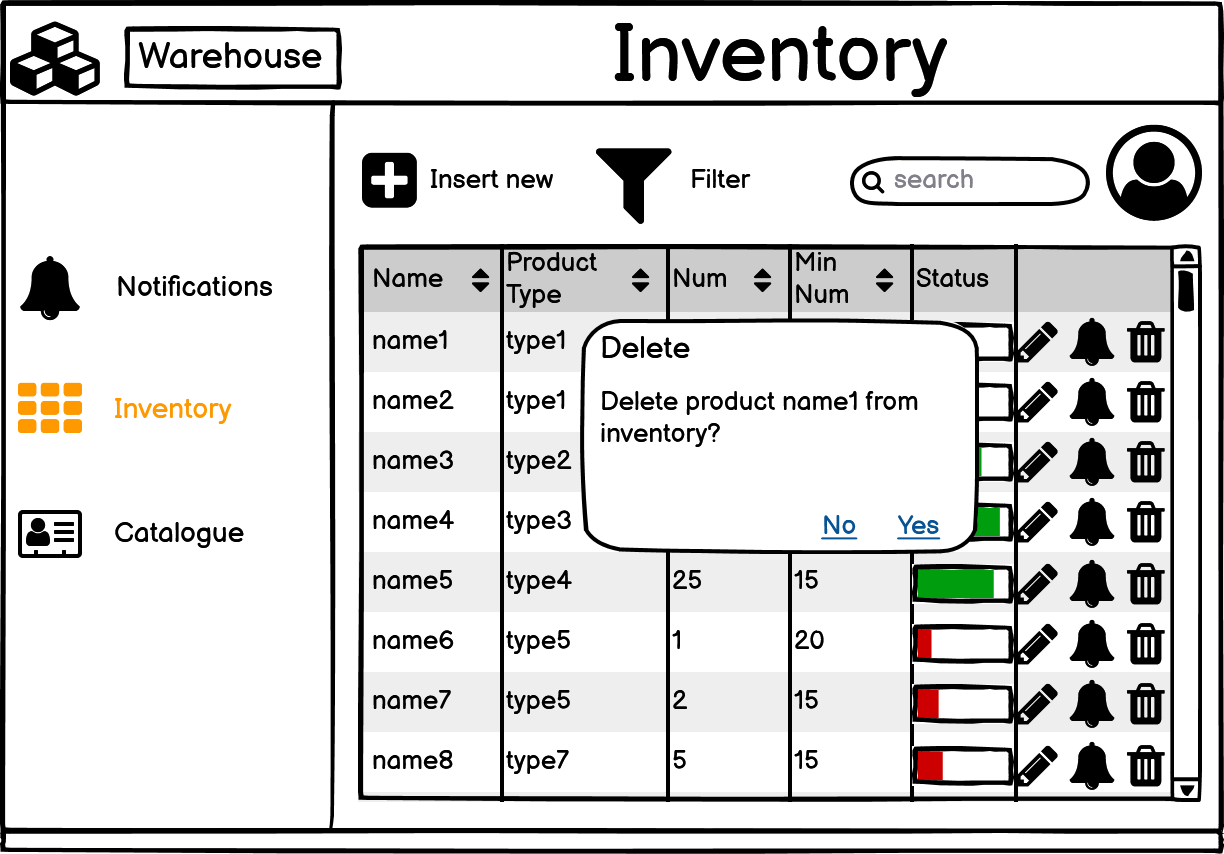 Warehouse
Inventory
Insert new
Filter
search
Notifications
Inventory
Catalogue
Name
Product
Type
Num
Min
Num
Status
name1 type1
name2 type1
name3 type2
name4 type3
name5 type4 25 15
name6 type5 1 20
name7 type5 2 15
name8 type7 5 15
Delete
Delete product name1 from
inventory?
No Yes